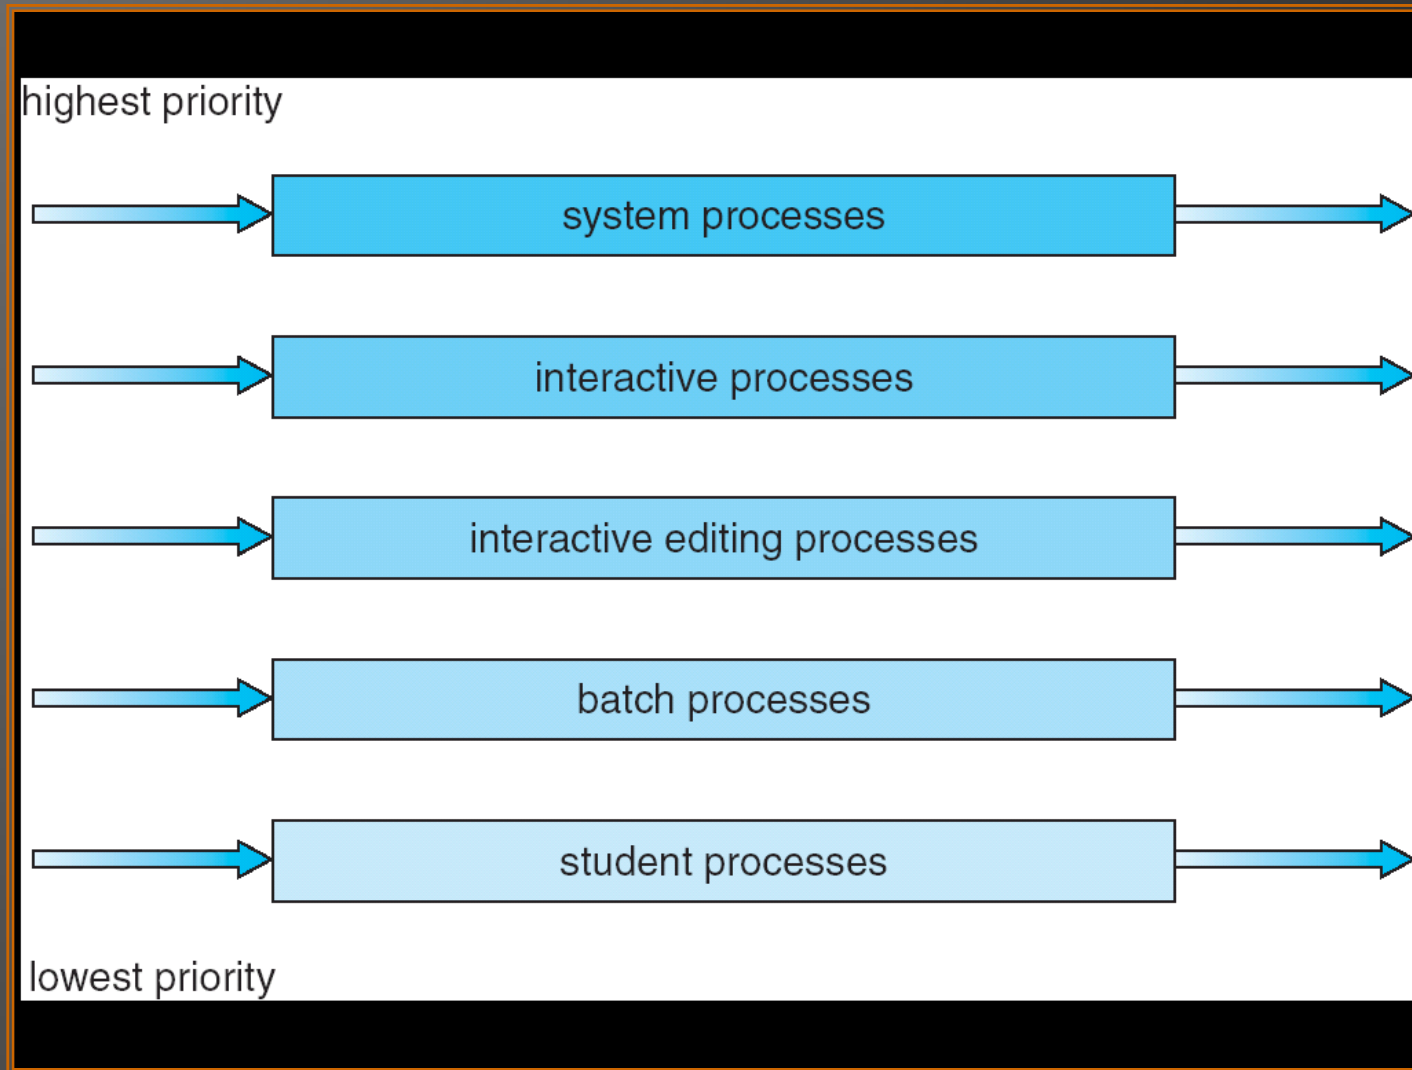 highest priority
system processes
interactive processes
interactive editing processes
batch processes
student processes
lowest priority